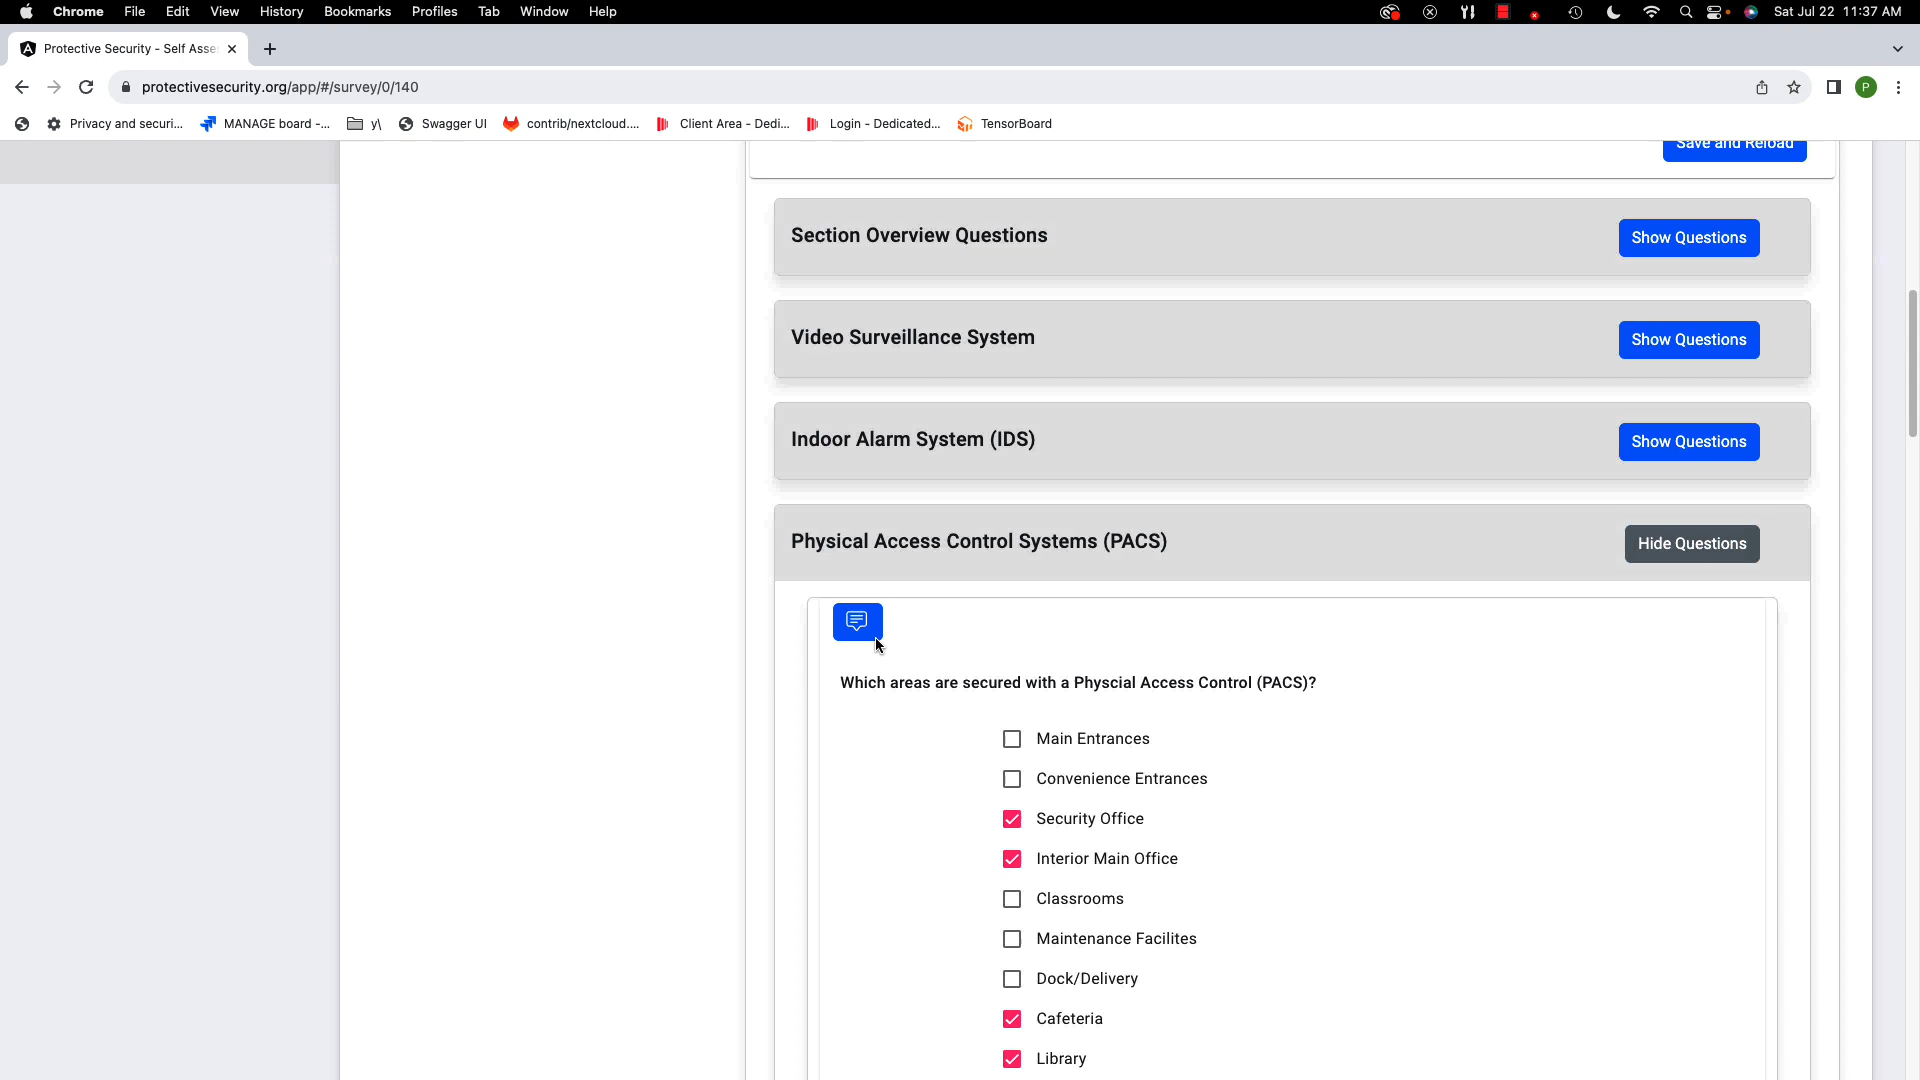 Chrome File Edit View History Bookmarks Profiles Tab Window Help Sat Jul 22 11:37 AM
Protective Security - Self Asse
protectivesecurity.org/app/#/survey/0/140 P
Privacy and securi... MANAGE board -... y\ Swagger UI contrib/nextcloud.... Client Area - Dedi... Login - Dedicated... TensorBoard
Save and Reload
Section Overview Questions Show Questions
Video Surveillance System Show Questions
Indoor Alarm System (IDS) Show Questions
Physical Access Control Systems (PACS) Hide Questions
Which areas are secured with a Physcial Access Control (PACS)?
Main Entrances
Convenience Entrances
Security Office
Interior Main Office
Classrooms
Maintenance Facilites
Dock/Delivery
Cafeteria
Library